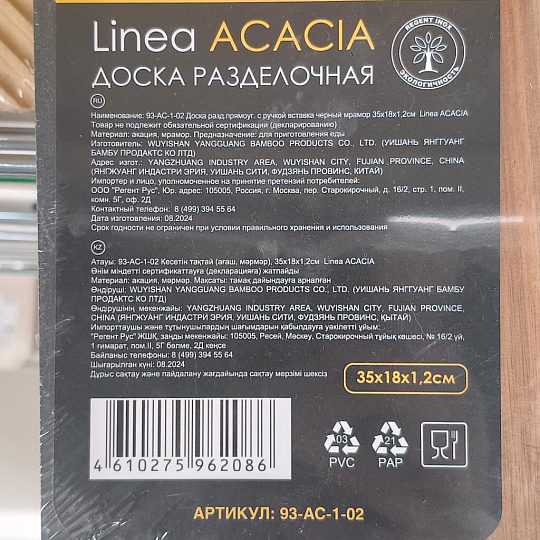 Linea ACACIA
REGENT INOX
ЭКОЛОГИЧНОСТЬ
ДОСКА РАЗДЕЛОЧНАЯ
RU
Наименование: 93-AC-1-02 Доска разд прямоуг. с ручкой вставка черный мрамор 35x18x1,2см Linea ACACIA
Товар не подлежит обязательной сертификации (декларированию)
Материал: акация, мрамор. Предназначение: для приготовления еды
Изготовитель: WUYISHAN YANGGUANG BAMBOO PRODUCTS CO., LTD. (УИШАНЬ ЯНГГУАНГ
БАМБУ ПРОДАКТС КО ЛТД)
Адрес изгот.: YANGZHUANG INDUSTRY AREA, WUYISHAN CITY, FUJIAN PROVINCE, CHINA
(ЯНГЖУАНГ ИНДАСТРИ ЭРИЯ, УИШАНЬ СИТИ, ФУДЗЯНЬ ПРОВИНС, КИТАЙ)
Импортер и лицо, уполномоченное на принятие претензий потребителей:
ООО "Регент Рус", Юр. адрес: 105005, Россия, г. Москва, пер. Старокирочный, д. 16/2, стр. 1, пом. II,
комн. 5Г, оф. 2Д
Контактный телефон: 8 (499) 394 55 64
Дата изготовления: 08.2024
Срок годности не ограничен при условии правильного хранения и использования
KZ
Атауы: 93-AC-1-02 Кесетін тақтай (ағаш, мәрмәр), 35x18x1,2см Linea ACACIA
Өнім міндетті сертификаттауға (декларацияға) жатпайды
Материал: акация, мәрмәр. Мақсаты: тамақ дайындауға арналған
Өндіруші: WUYISHAN YANGGUANG BAMBOO PRODUCTS CO., LTD. (УИШАНЬ ЯНГГУАНГ БАМБУ
ПРОДАКТС КО ЛТД)
Өндірушінің мекенжайы: YANGZHUANG INDUSTRY AREA, WUYISHAN CITY, FUJIAN PROVINCE,
CHINA (ЯНГЖУАНГ ИНДАСТРИ ЭРИЯ, УИШАНЬ СИТИ, ФУДЗЯНЬ ПРОВИНС, ҚЫТАЙ)
Импорттаушы және тұтынушылардың шағымдарын қабылдауға уәкілетті ұйым:
"Регент Рус" ЖШҚ, заңды мекенжайы: 105005, Ресей, Мәскеу, Старокирочный тұйық көшесі, № 16/2 үй,
1 ғимарат, пом.II, 5Г бөлме, 2Д кеңсе
Байланыс телефоны: 8 (499) 394 55 64
Шығарылған күні: 08.2024
Дұрыс сақтау және пайдалану жағдайында сақтау мерзімі шексіз
35x18x1,2см
4 610275 962086
03
PVC
21
PAP
АРТИКУЛ: 93-AC-1-02